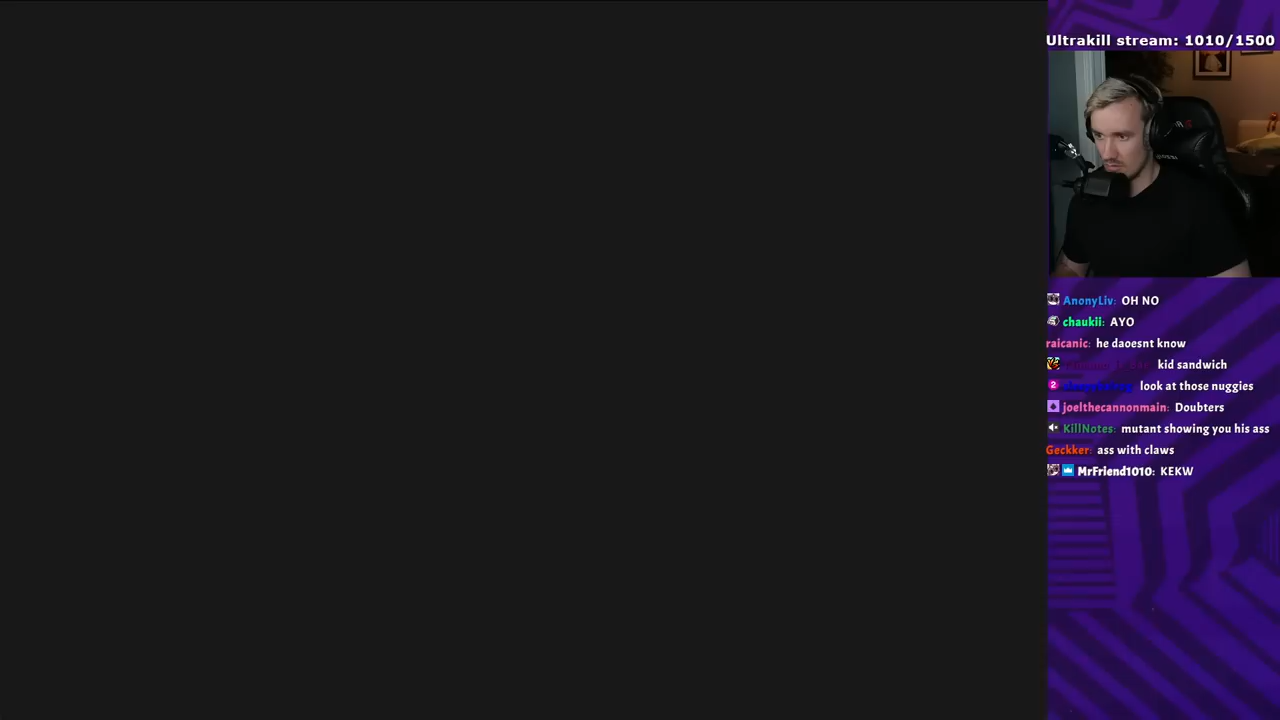 Ultrakill stream: 1010/1500
AnonyLiv: OH NO
chaukii: AYO
raicanic: he daoesnt know
kid sandwich
2
look at those nuggies
joelthecannonmain: Doubters
KillNotes: mutant showing you his ass
Geckker: ass with claws
MrFriend1010: KEKW